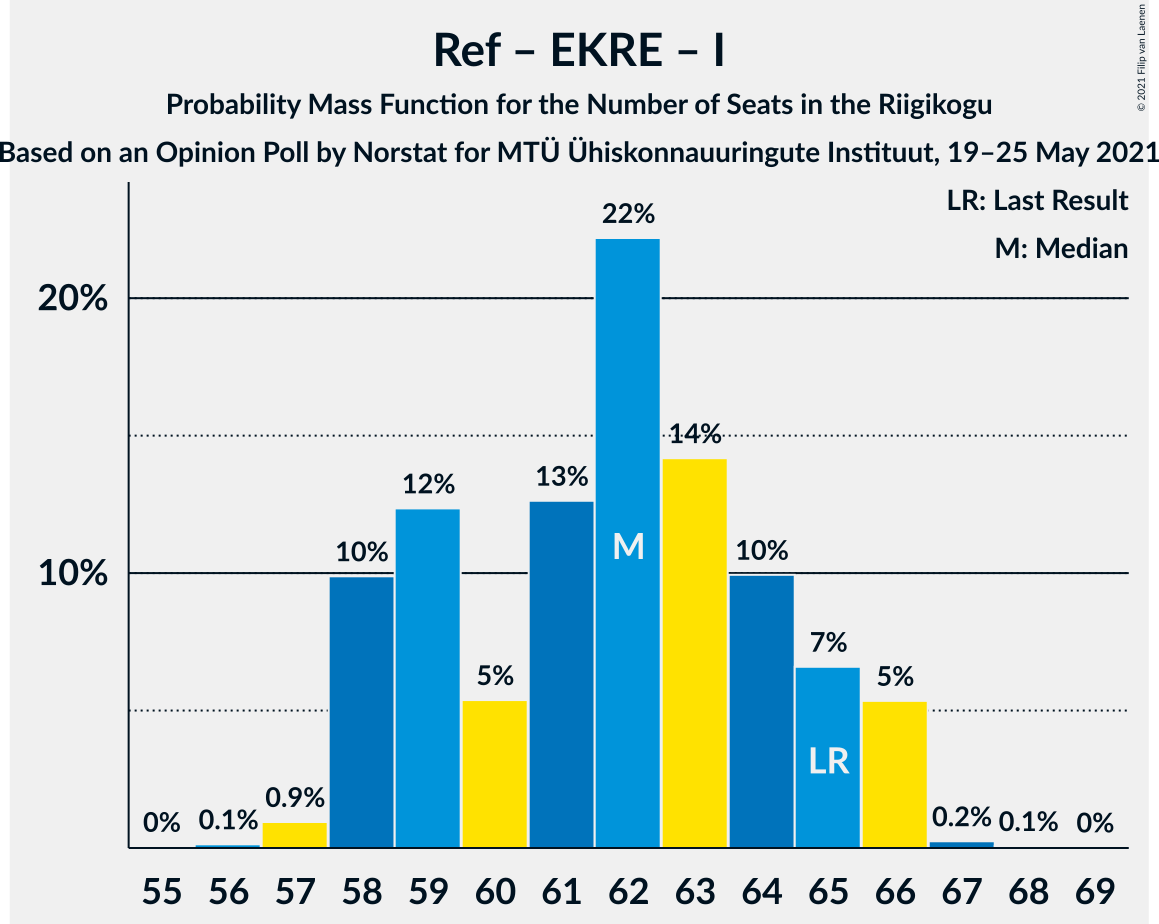 Ref – EKRE – I
Probability Mass Function for the Number of Seats in the Riigikogu
Based on an Opinion Poll by Norstat for MTÜ Ühiskonnauuringute Instituut, 19–25 May 2021
© 2021 Filip van Laenen
LR: Last Result
M: Median
22%
20%
14%
13%
12%
10%
10%
10%
M
7%
5%
5%
LR
0.9%
0% 0.1% 0.2% 0.1% 0%
55 56 57 58 59 60 61 62 63 64 65 66 67 68 69